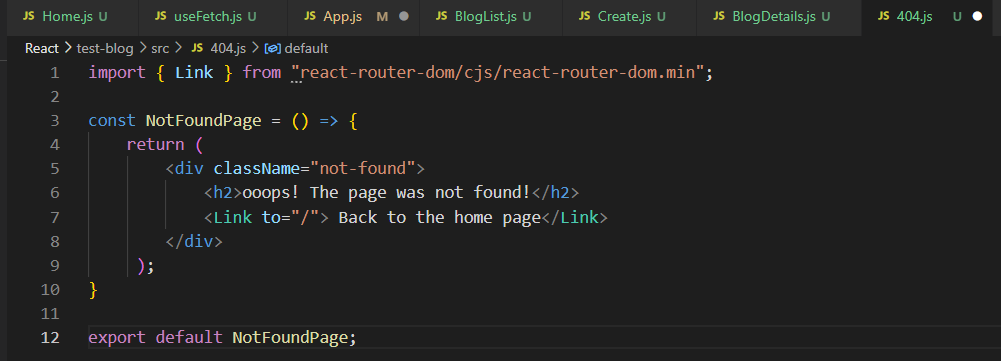 JS Home.js U JS useFetch.js U JS App.js M JS BlogList.js U JS Create.js U JS BlogDetails.js U JS 404.js U
React > test-blog > src > JS 404.js > default
1 import { Link } from "react-router-dom/cjs/react-router-dom.min";
2
3 const NotFoundPage = () => {
4 return (
5 <div className="not-found">
6 <h2>ooops! The page was not found!</h2>
7 <Link to="/"> Back to the home page</Link>
8 </div>
9 );
10 }
11
12 export default NotFoundPage;